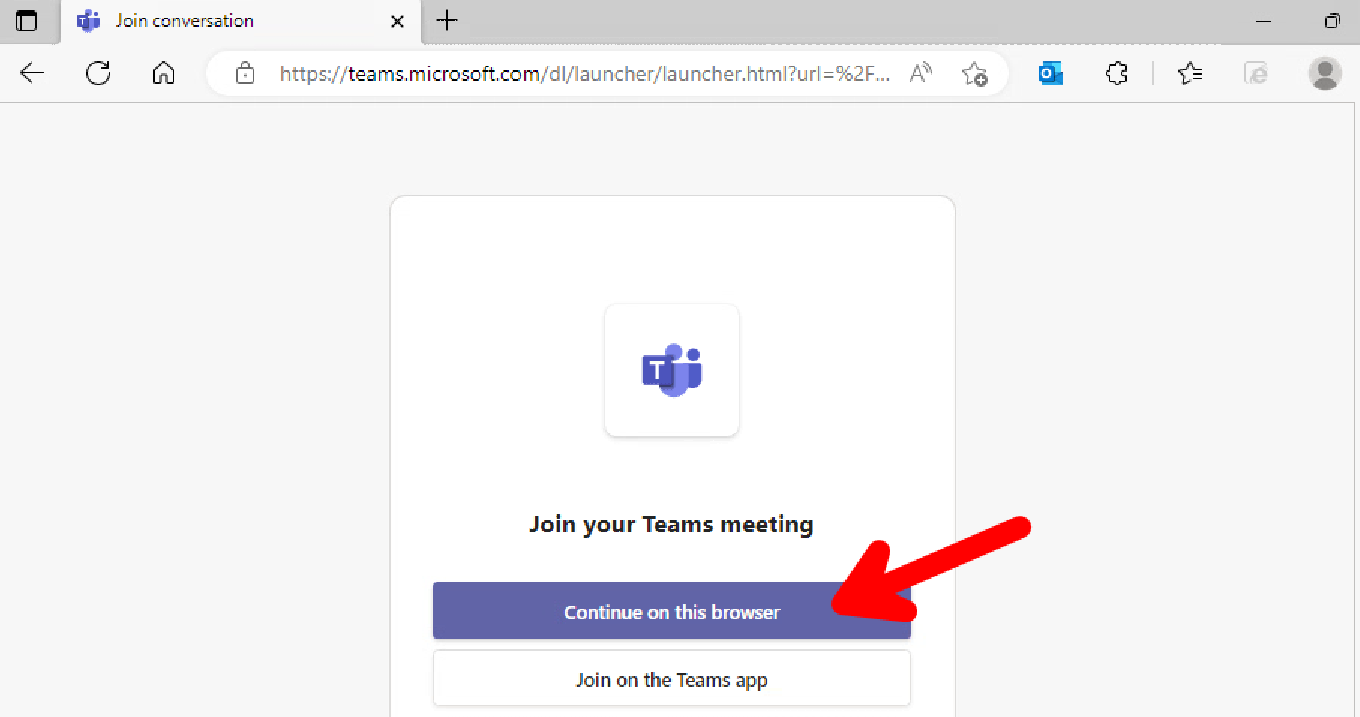 Join conversation
https://teams.microsoft.com/dl/launcher/launcher.html?url=%2F...
T
Join your Teams meeting
Continue on this browser
Join on the Teams app